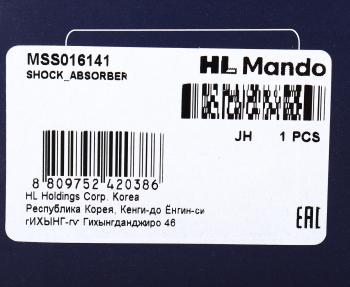 MSS016141
SHOCK_ABSORBER
HL Mando
JH 1 PCS
8 809752 420386
HL Holdings Corp. Korea
Республика Корея, Кенги-до Ёнгин-си
гИХЫНГ-гу Гихынгданджиро 46
EAC